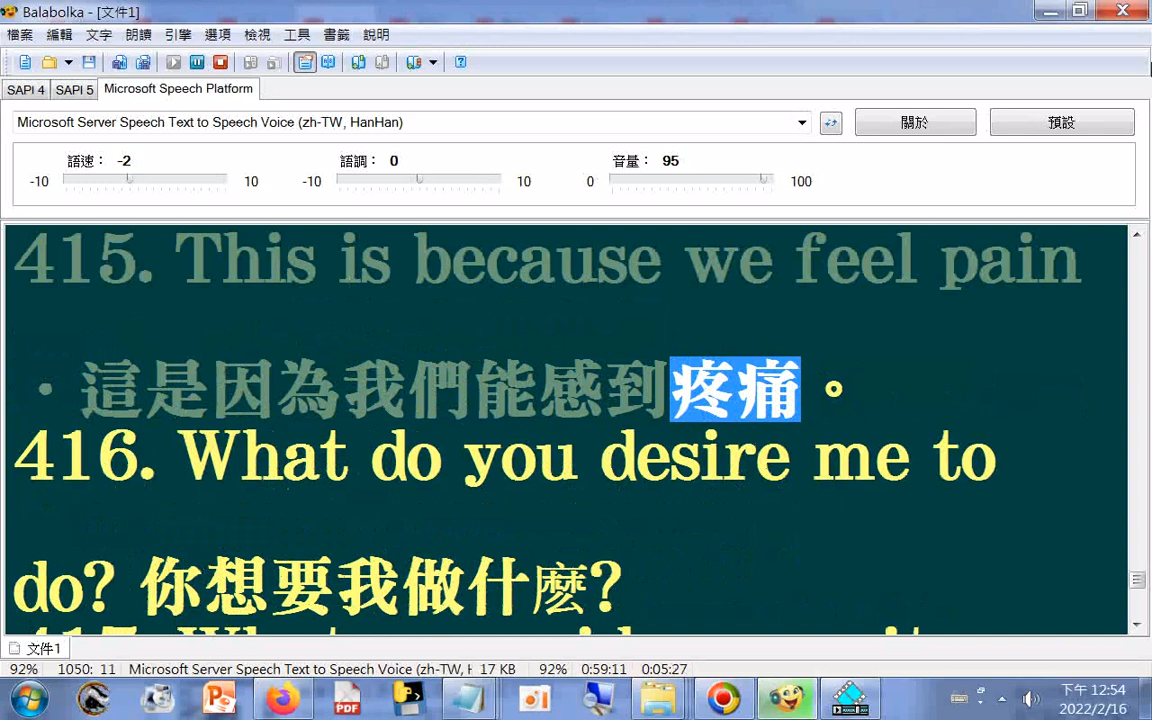 Balabolka - [文件1]
檔案 編輯 文字 朗讀 引擎 選項 檢視 工具 書籤 說明
SAPI 4 SAPI 5 Microsoft Speech Platform
Microsoft Server Speech Text to Speech Voice (zh-TW, HanHan) 關於 預設
語速： -2 語調： 0 音量： 95
-10 10 -10 10 0 100
415. This is because we feel pain
．這是因為我們能感到疼痛。
416. What do you desire me to
do? 你想要我做什麼?
文件1
92% 1050: 11 Microsoft Server Speech Text to Speech Voice (zh-TW, 17 KB 92% 0:59:11 0:05:27
PDF
下午 12:54
2022/2/16